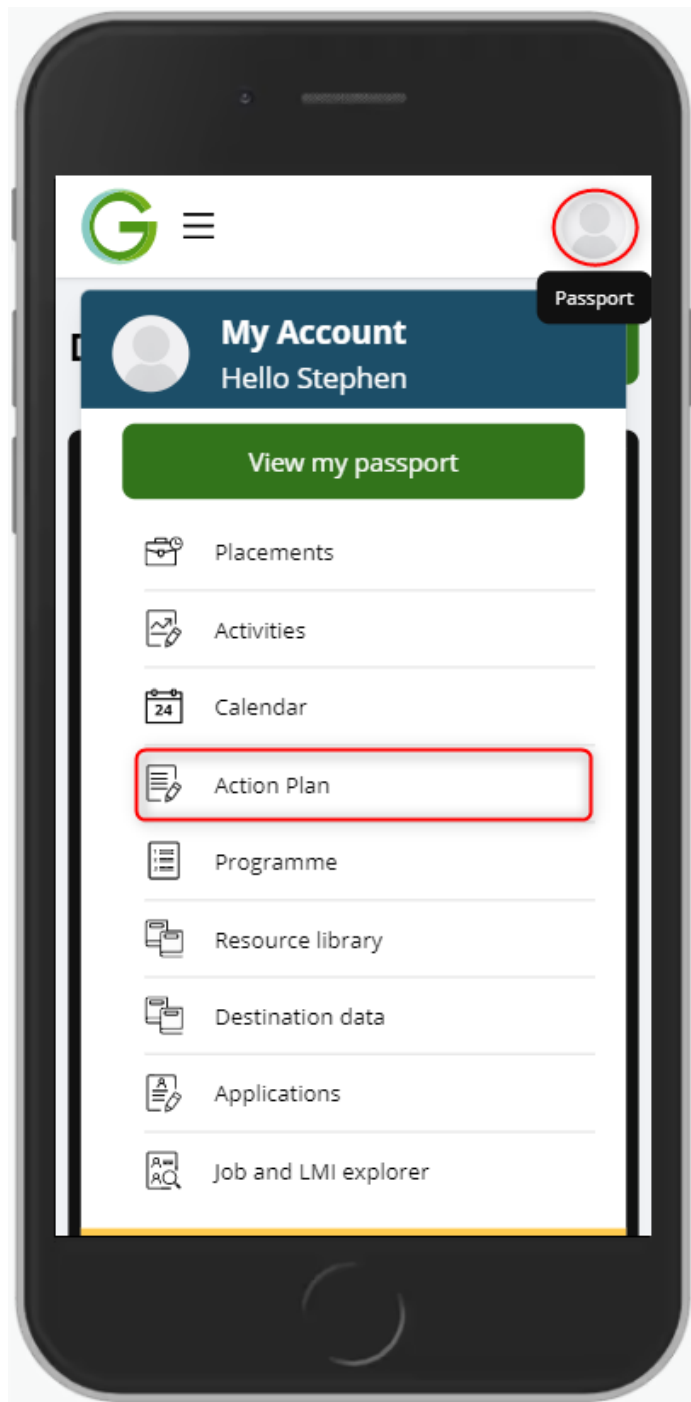 G
Passport
My Account
Hello Stephen
View my passport
Placements
Activities
24
Calendar
Action Plan
Programme
Resource library
Destination data
Applications
Job and LMI explorer